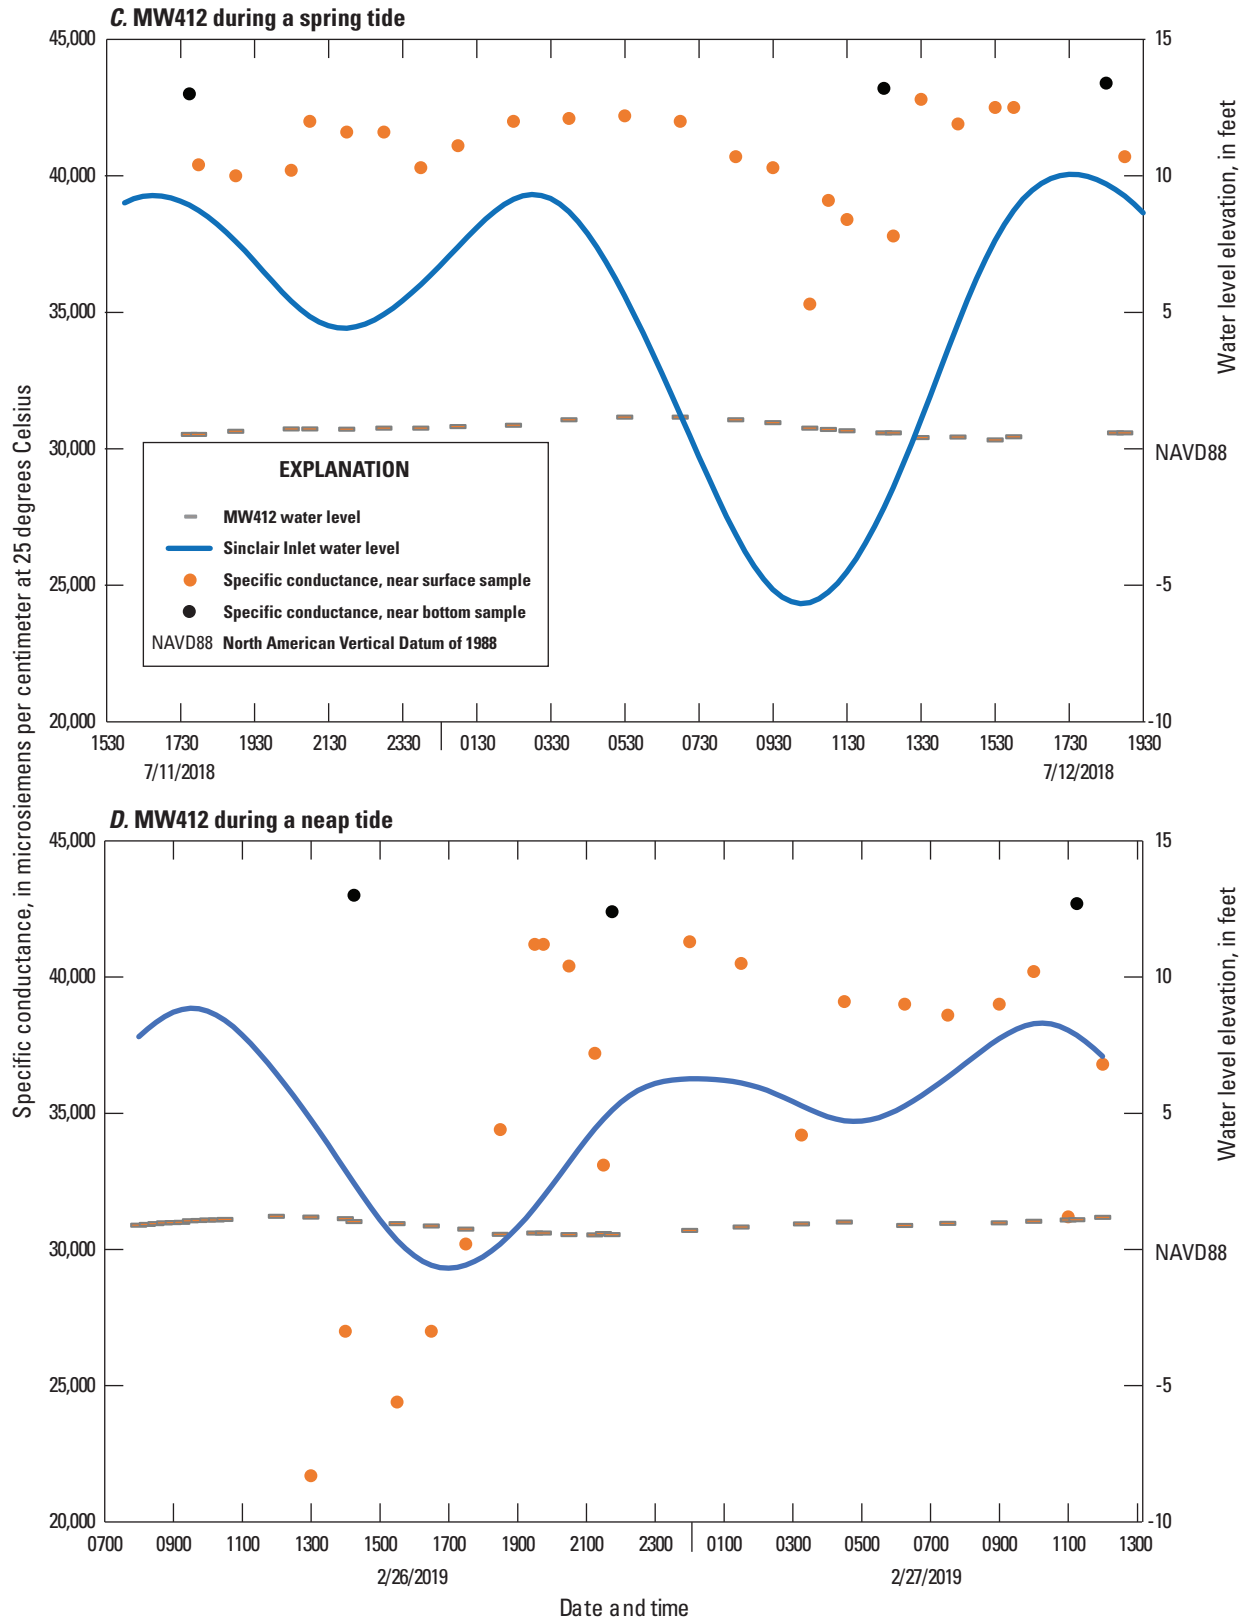 C. MW412 during a spring tide
45,000
40,000
35,000
30,000
25,000
20,000
15
10
5
NAVD88
-5
-10
Water level elevation, in feet
EXPLANATION
MW412 water level
Sinclair Inlet water level
Specific conductance, near surface sample
Specific conductance, near bottom sample
NAVD88 North American Vertical Datum of 1988
1530 1730 1930 2130 2330 0130 0330 0530 0730 0930 1130 1330 1530 1730 1930
7/11/2018 7/12/2018
Specific conductance, in microsiemens per centimeter at 25 degrees Celsius
D. MW412 during a neap tide
45,000
40,000
35,000
30,000
25,000
20,000
15
10
5
NAVD88
-5
-10
Water level elevation, in feet
0700 0900 1100 1300 1500 1700 1900 2100 2300 0100 0300 0500 0700 0900 1100 1300
2/26/2019 2/27/2019
Date and time